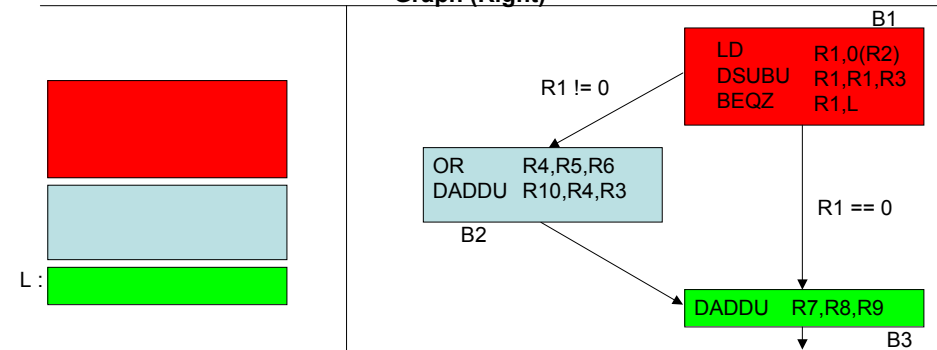 Graph (Right)
B1
LD R1,0(R2)
DSUBU R1,R1,R3
BEQZ R1,L
R1 != 0
OR R4,R5,R6
DADDU R10,R4,R3
B2
R1 == 0
L :
DADDU R7,R8,R9
B3